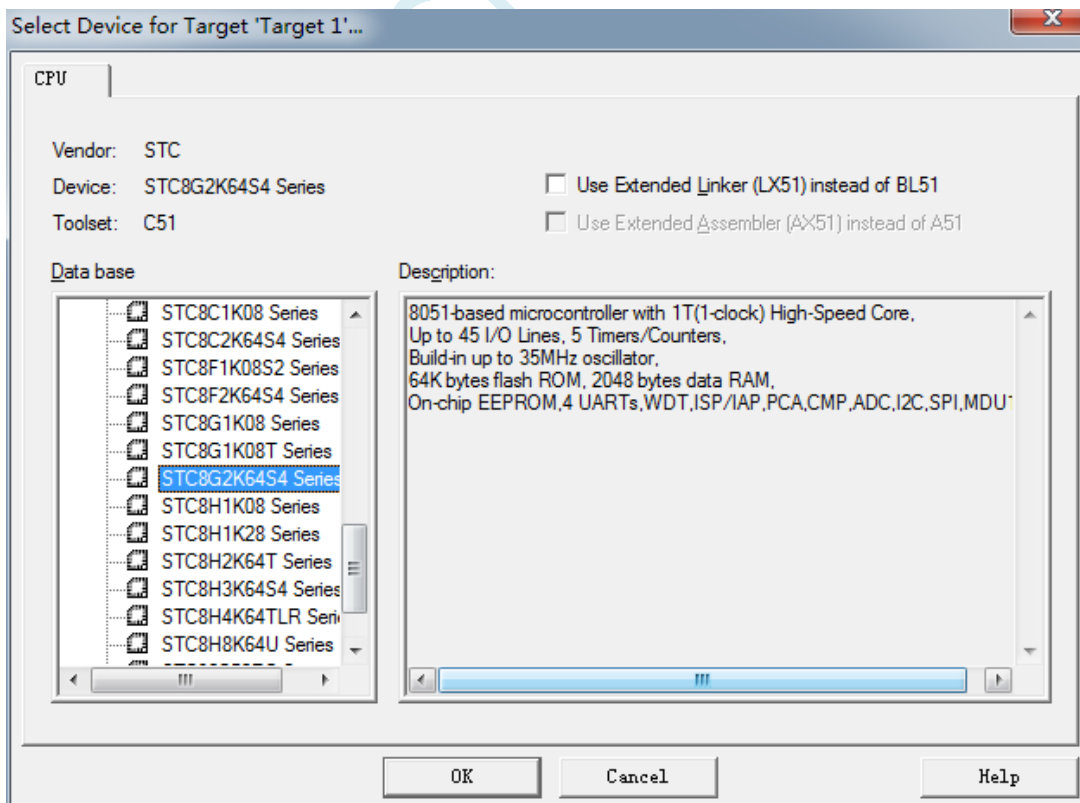 Select Device for Target 'Target 1'...
CPU
Vendor: STC
Device: STC8G2K64S4 Series
Toolset: C51
Use Extended Linker (LX51) instead of BL51
Use Extended Assembler (AX51) instead of A51
Data base
STC8C1K08 Series
STC8C2K64S4 Series
STC8F1K08S2 Series
STC8F2K64S4 Series
STC8G1K08 Series
STC8G1K08T Series
STC8G2K64S4 Series
STC8H1K08 Series
STC8H1K28 Series
STC8H2K64T Series
STC8H3K64S4 Series
STC8H4K64TLR Seri
STC8H8K64U Series
Description:
8051-based microcontroller with 1T(1-clock) High-Speed Core,
Up to 45 I/O Lines, 5 Timers/Counters,
Build-in up to 35MHz oscillator,
64K bytes flash ROM, 2048 bytes data RAM,
On-chip EEPROM,4 UARTs,WDT,ISP/IAP,PCA,CMP,ADC,I2C,SPI,MDU1
OK
Cancel
Help